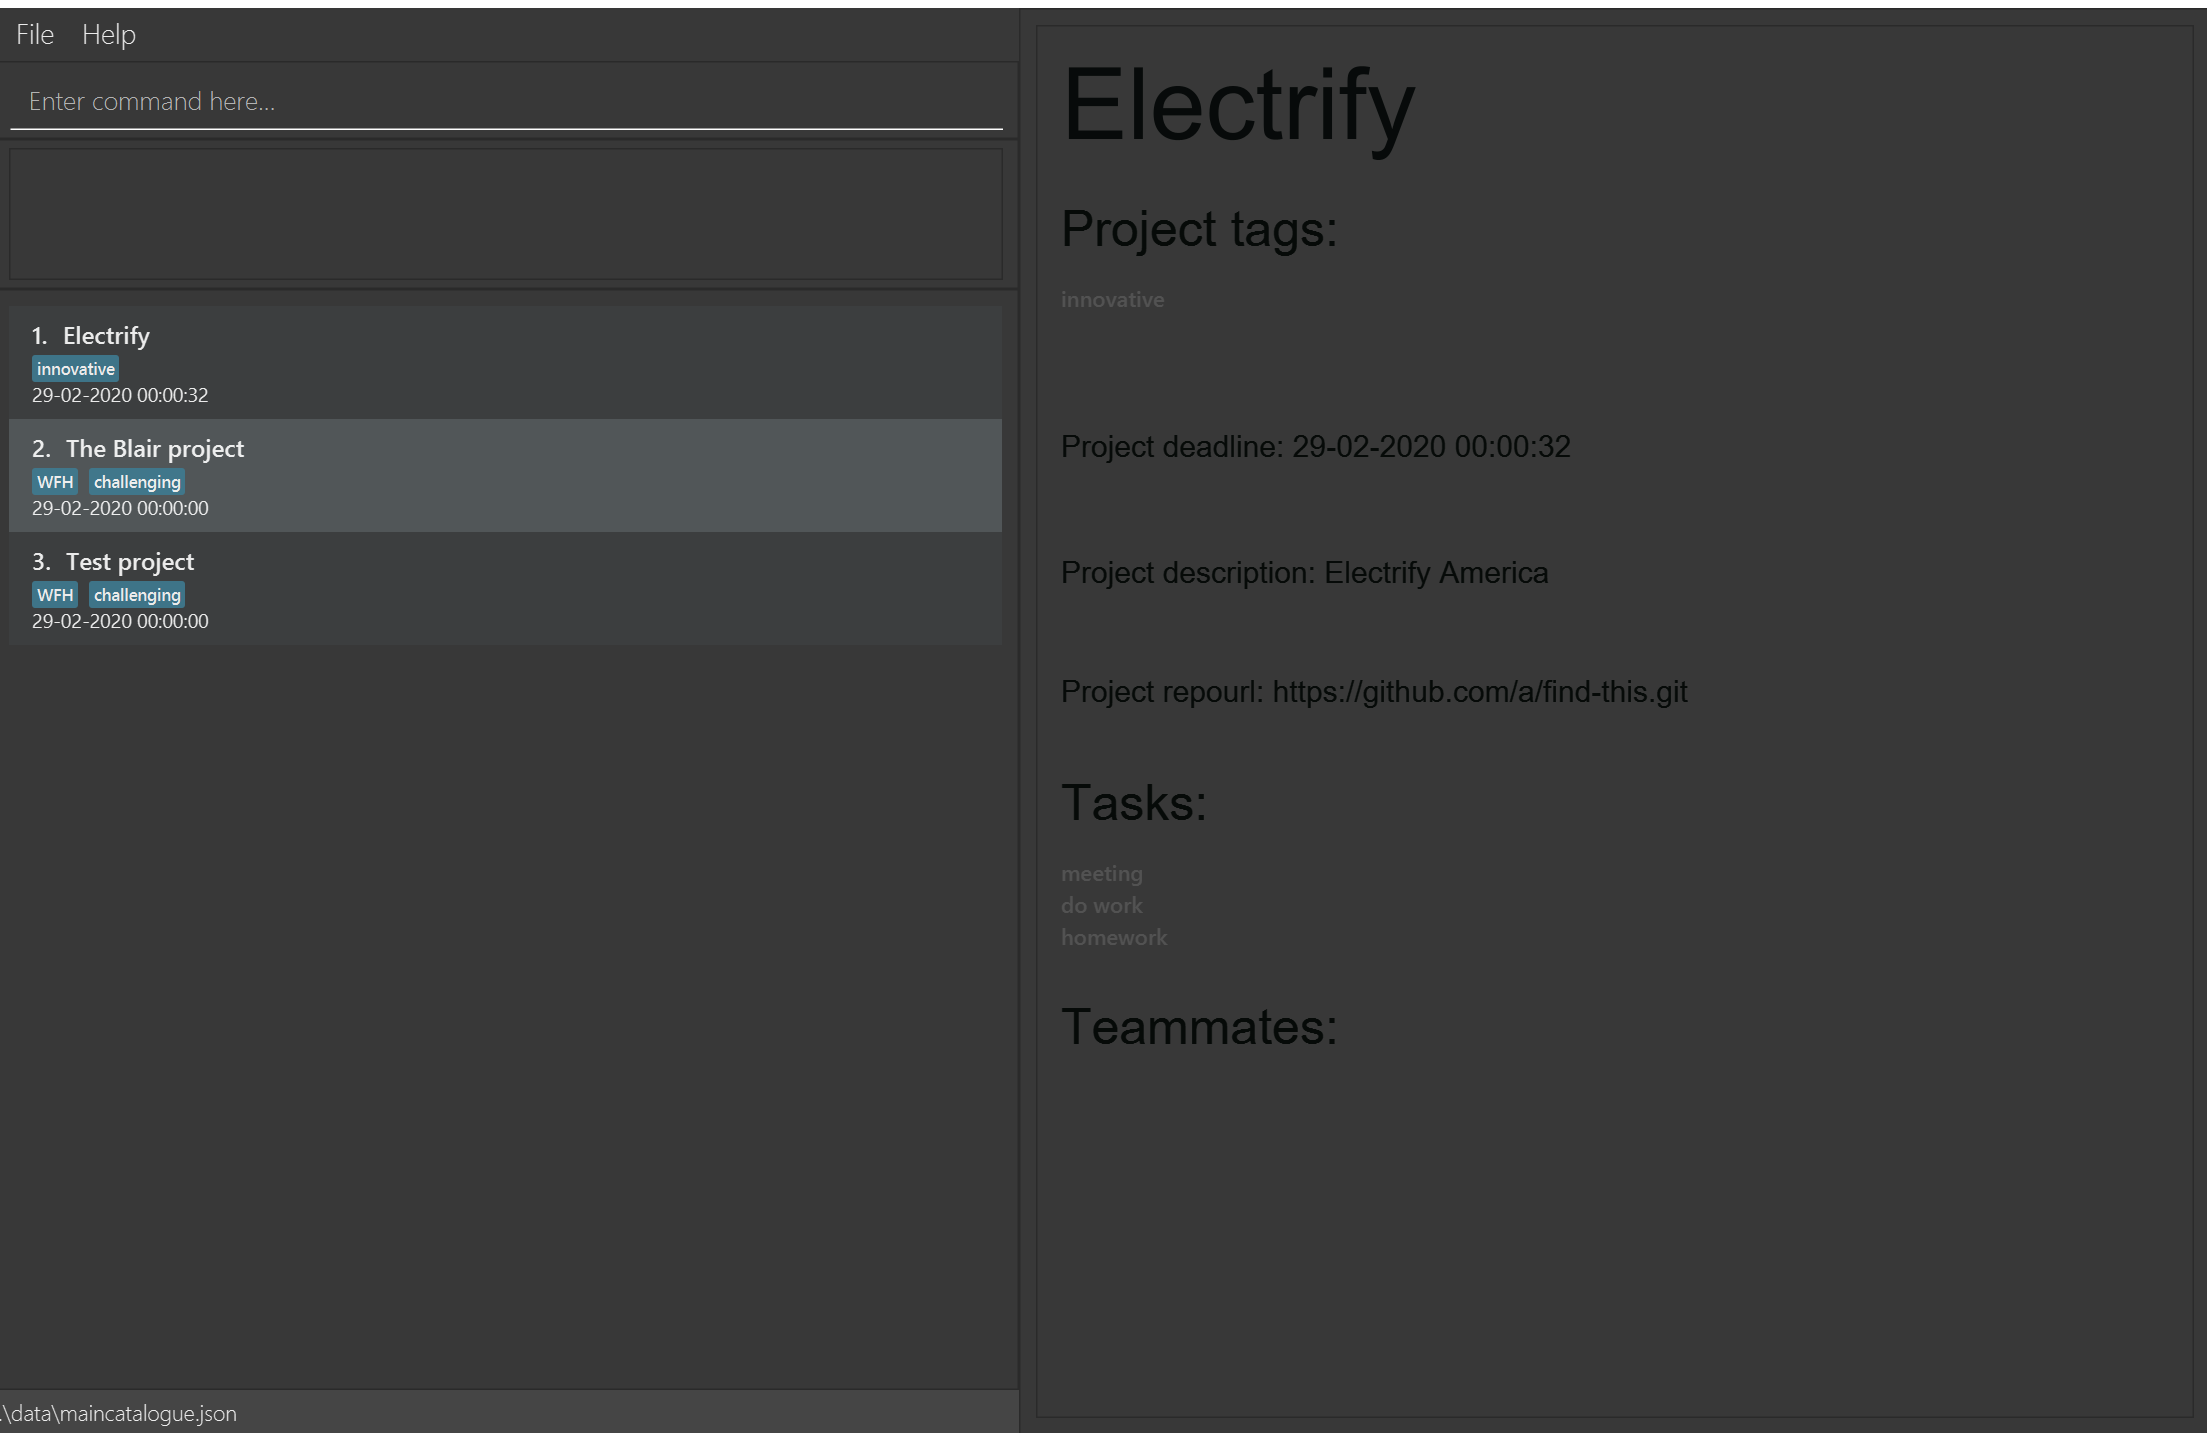 File Help
Enter command here...
1. Electrify
innovative
29-02-2020 00:00:32
2. The Blair project
WFH challenging
29-02-2020 00:00:00
3. Test project
WFH challenging
29-02-2020 00:00:00
.\data\maincatalogue.json
Electrify
Project tags:
innovative
Project deadline: 29-02-2020 00:00:32
Project description: Electrify America
Project repourl: https://github.com/a/find-this.git
Tasks:
meeting
do work
homework
Teammates: